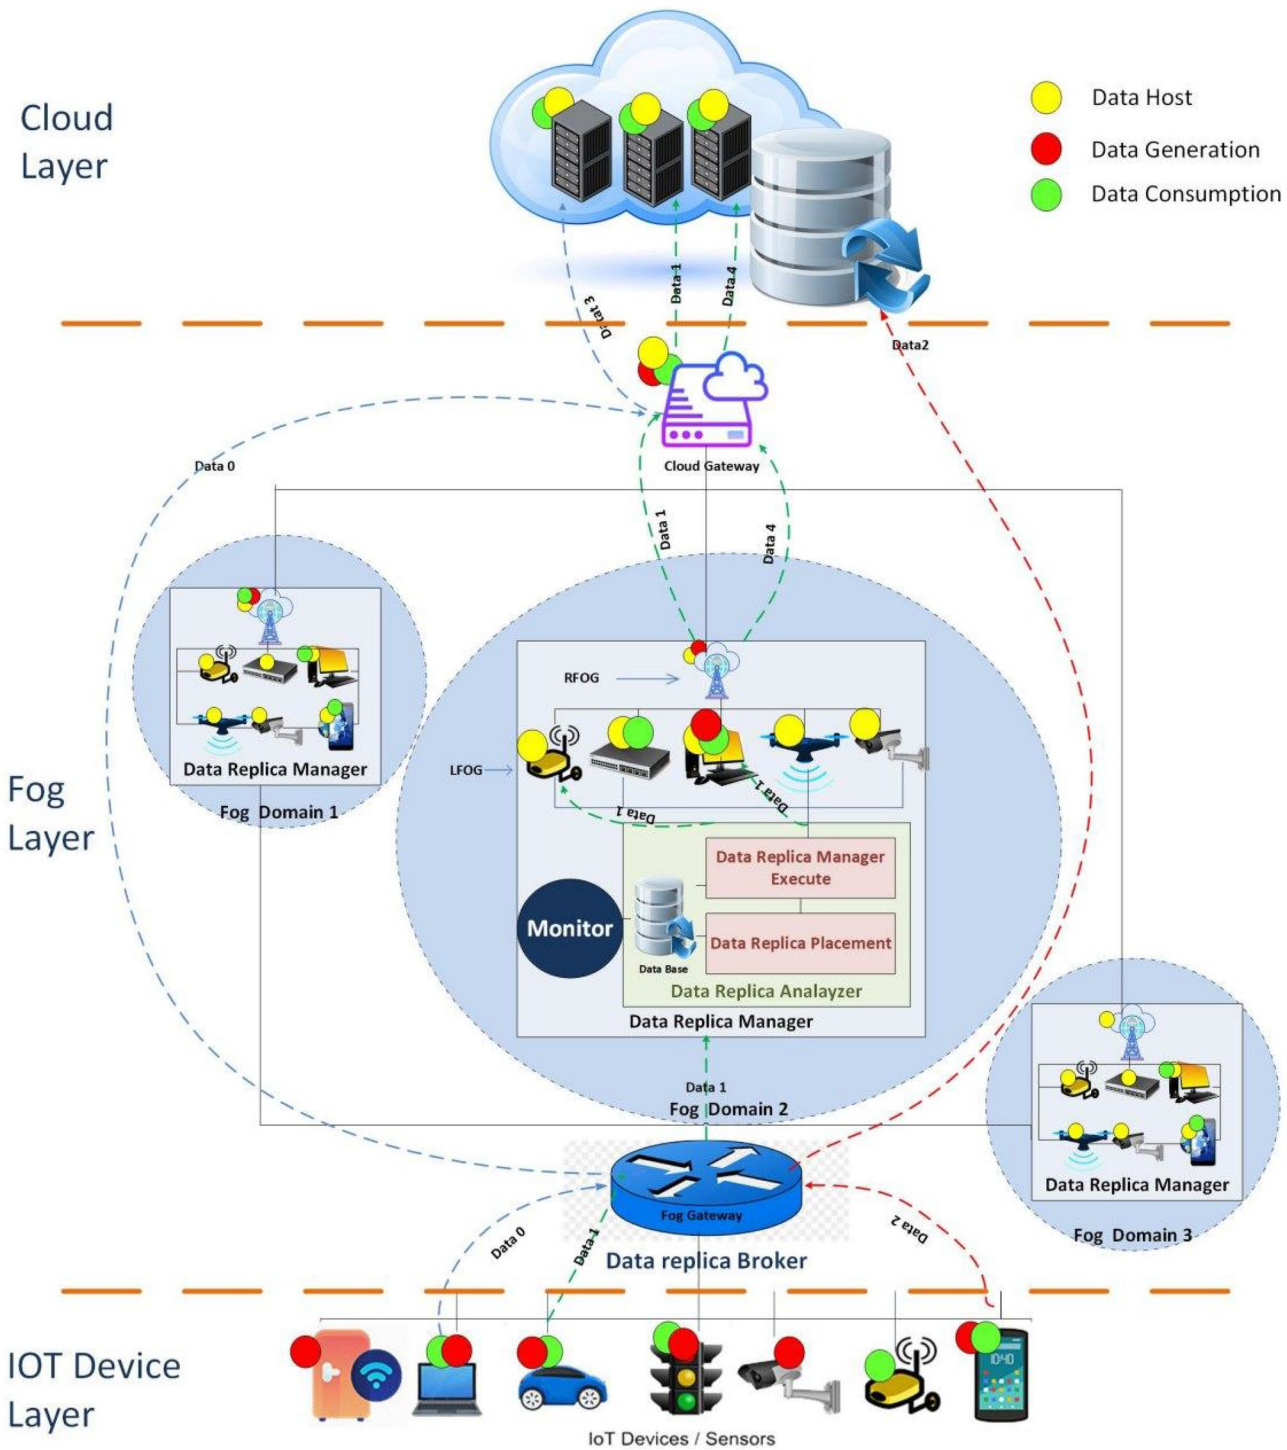 Cloud
Layer
Data Host
Data Generation
Data Consumption
Datat 3
Data 1
Data 4
Data2
Cloud Gateway
Data 0
Data 1
Data 4
Fog
Layer
Data Replica Manager
Fog Domain 1
RFOG
LFOG
Data 1
Data 1
Data Replica Manager
Execute
Monitor
Data Base
Data Replica Placement
Data Replica Analayzer
Data Replica Manager
Data 1
Fog Domain 2
Data Replica Manager
Fog Domain 3
Fog Gateway
Data 0
Data 1
Data 2
Data replica Broker
IOT Device
Layer
10:40
IoT Devices / Sensors